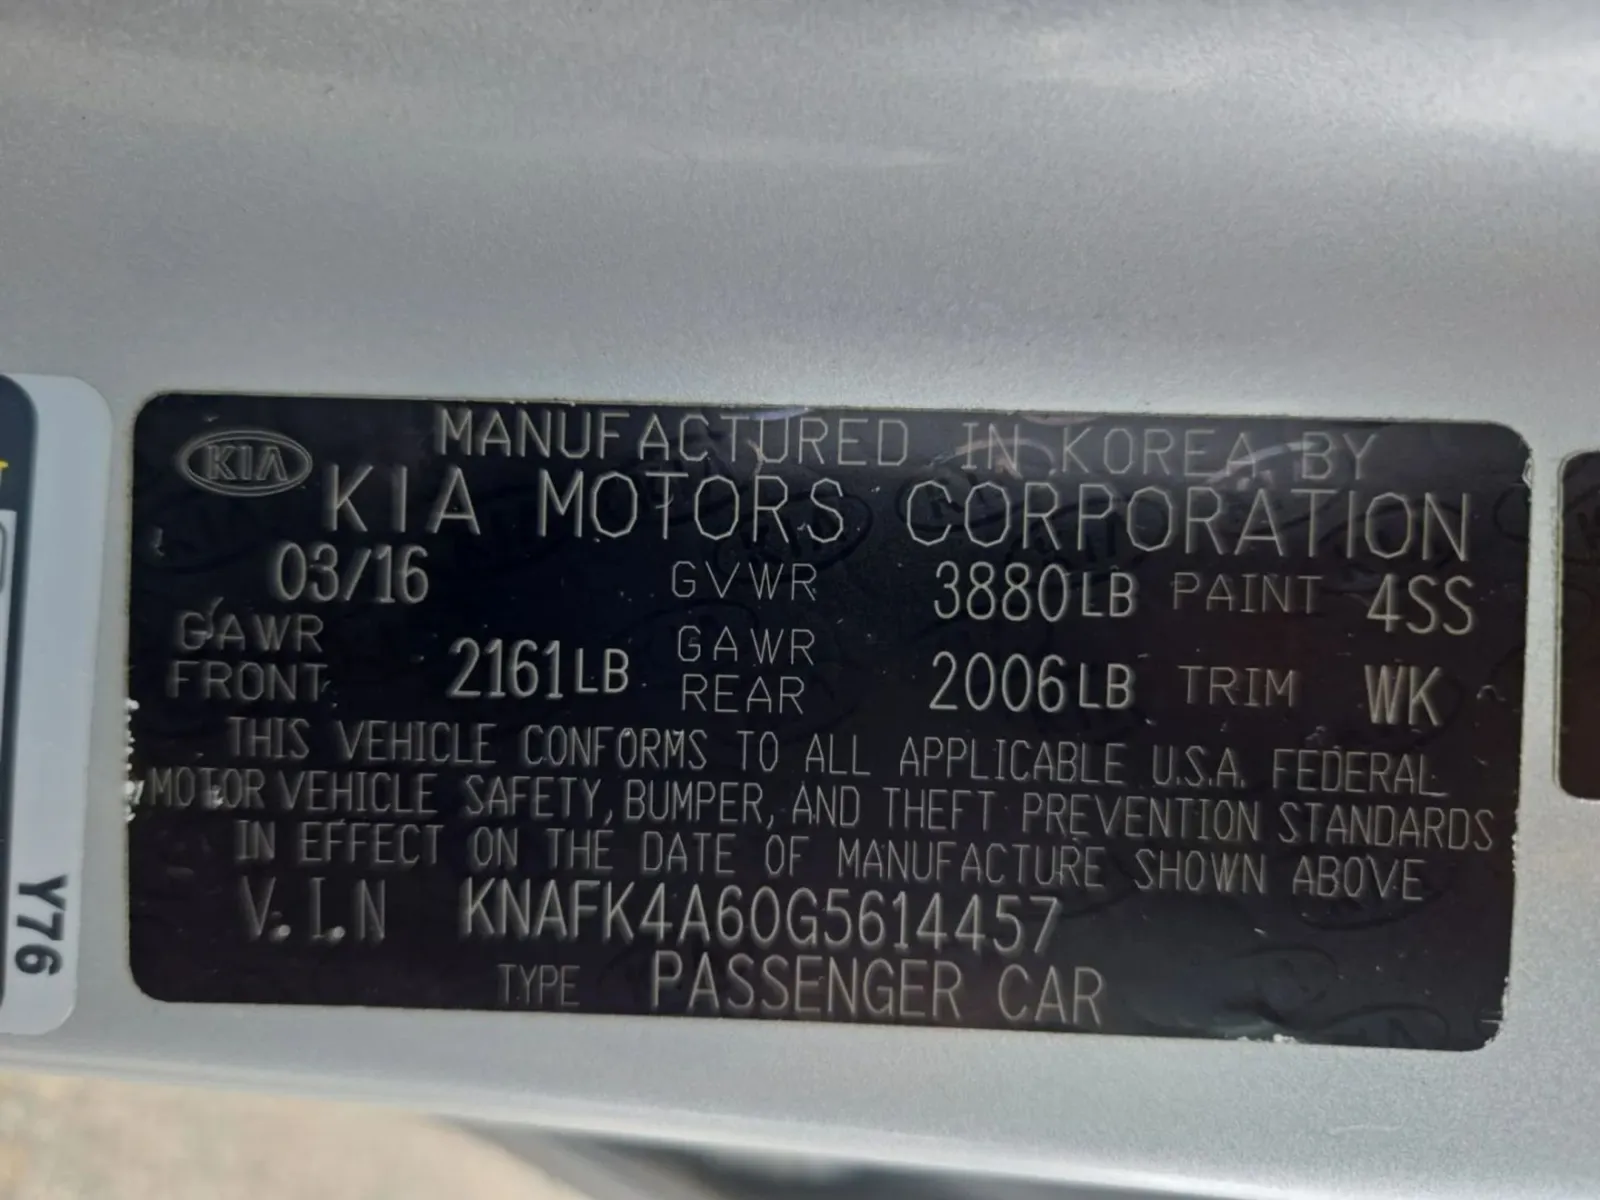 MANUFACTURED IN KOREA BY
KIA
KIA MOTORS CORPORATION
03/16 GVWR 3880LB PAINT 4SS
GAWR FRONT 2161LB GAWR REAR 2006LB TRIM WK
THIS VEHICLE CONFORMS TO ALL APPLICABLE U.S.A. FEDERAL
MOTOR VEHICLE SAFETY, BUMPER, AND THEFT PREVENTION STANDARDS
IN EFFECT ON THE DATE OF MANUFACTURE SHOWN ABOVE
V.I.N KNAFK4A60G5614457
TYPE PASSENGER CAR
Y76